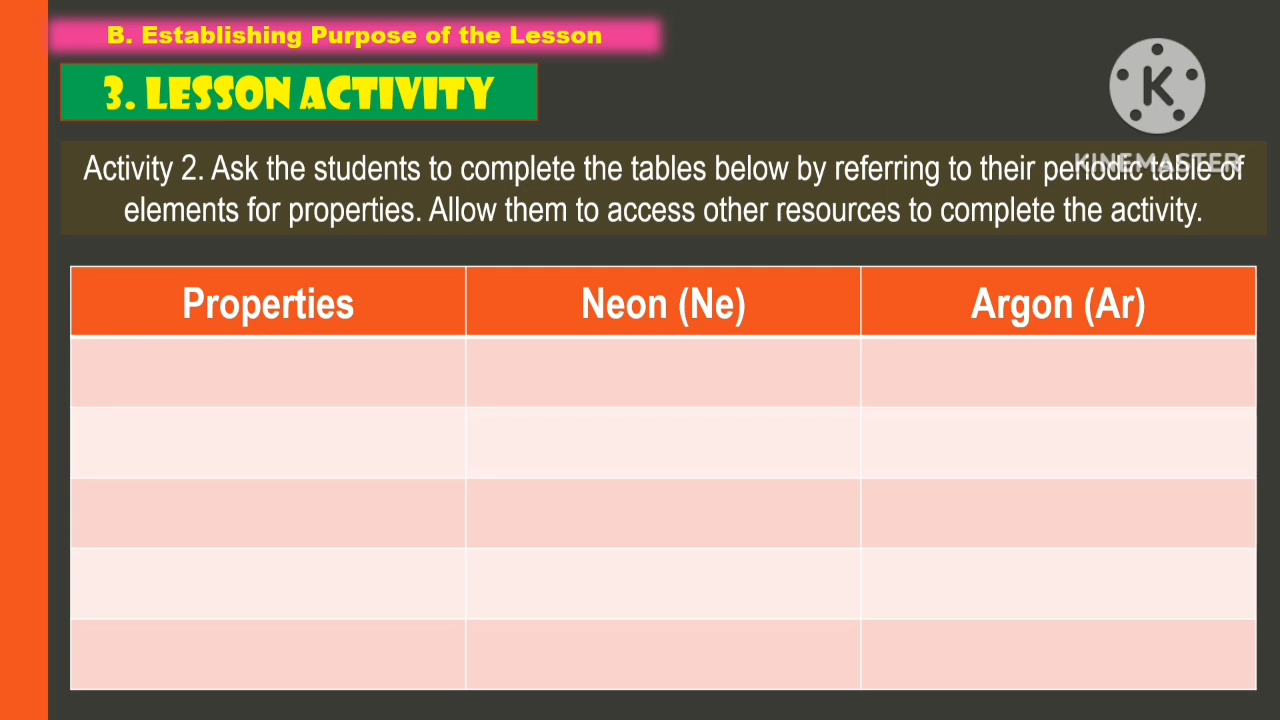 B. Establishing Purpose of the Lesson
3. LESSON ACTIVITY
K
KINEMASTER
Activity 2. Ask the students to complete the tables below by referring to their periodic table of
elements for properties. Allow them to access other resources to complete the activity.
Properties Neon (Ne) Argon (Ar)